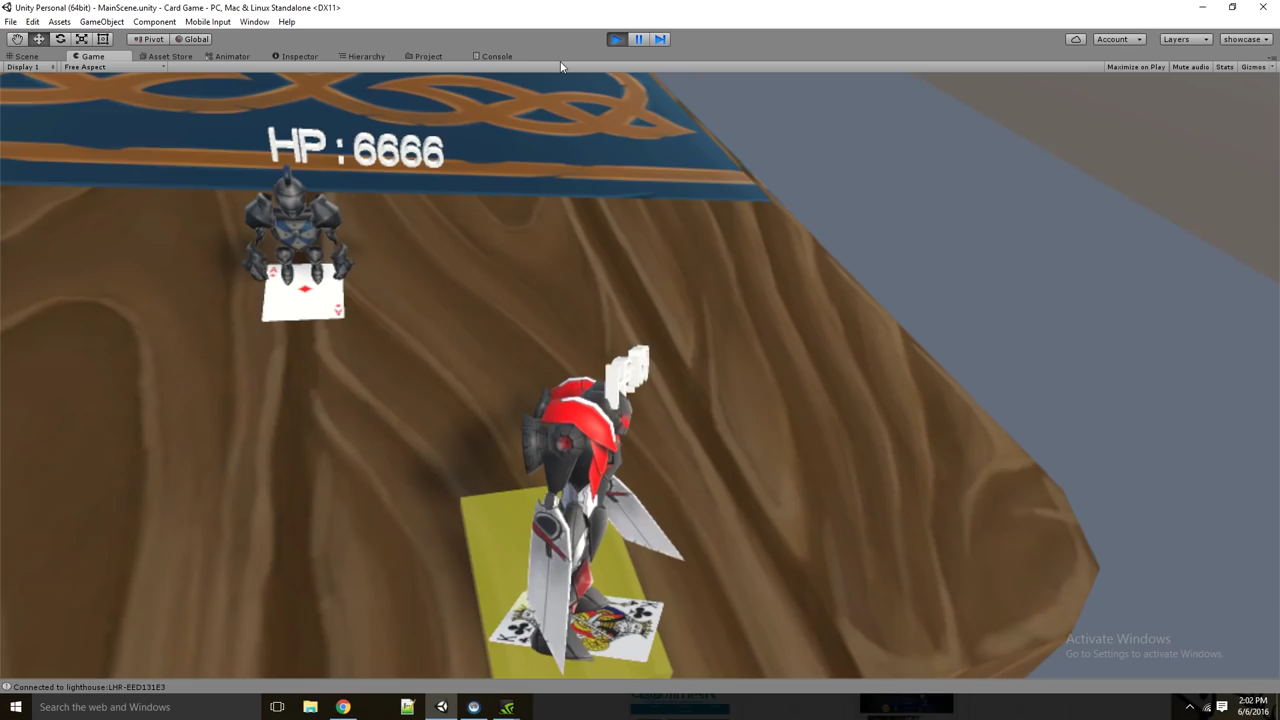 Unity Personal (64bit) - MainScene.unity - Card Game - PC, Mac & Linux Standalone <DX11>
File Edit Assets GameObject Component Mobile Input Window Help
Pivot Global Account Layers showcase
Scene Game Asset Store Animator Inspector Hierarchy Project Console
Display 1 Free Aspect Maximize on Play Mute audio Stats Gizmos
HP : 6666
A
A
K
K
Activate Windows
Go to Settings to activate Windows.
Connected to lighthouse:LHR-EED131E3
Search the web and Windows
2:02 PM
6/6/2016